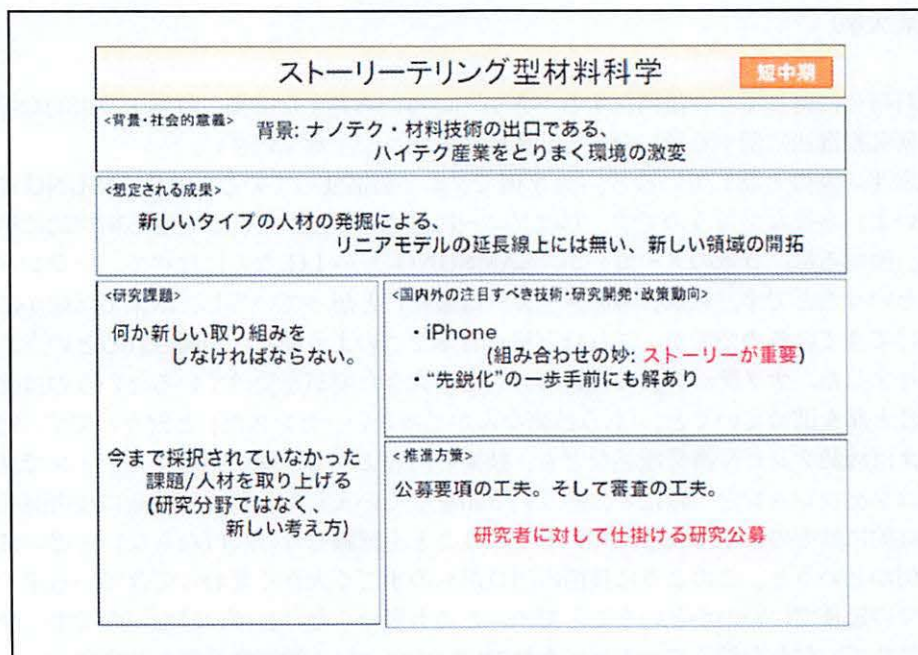 ストーリーテリング型材料科学
短中期
<背景・社会的意義>
背景: ナノテク・材料技術の出口である、
ハイテク産業をとりまく環境の激変
<想定される成果>
新しいタイプの人材の発掘による、
リニアモデルの延長線上には無い、新しい領域の開拓
<研究課題>
何か新しい取り組みを
しなければならない。
今まで採択されていなかった
課題/人材を取り上げる
(研究分野ではなく、
新しい考え方)
<国内外の注目すべき技術・研究開発・政策動向>
・iPhone
(組み合わせの妙: ストーリーが重要)
・“先鋭化”の一歩手前にも解あり
<推進方策>
公募要項の工夫。そして審査の工夫。
研究者に対して仕掛ける研究公募